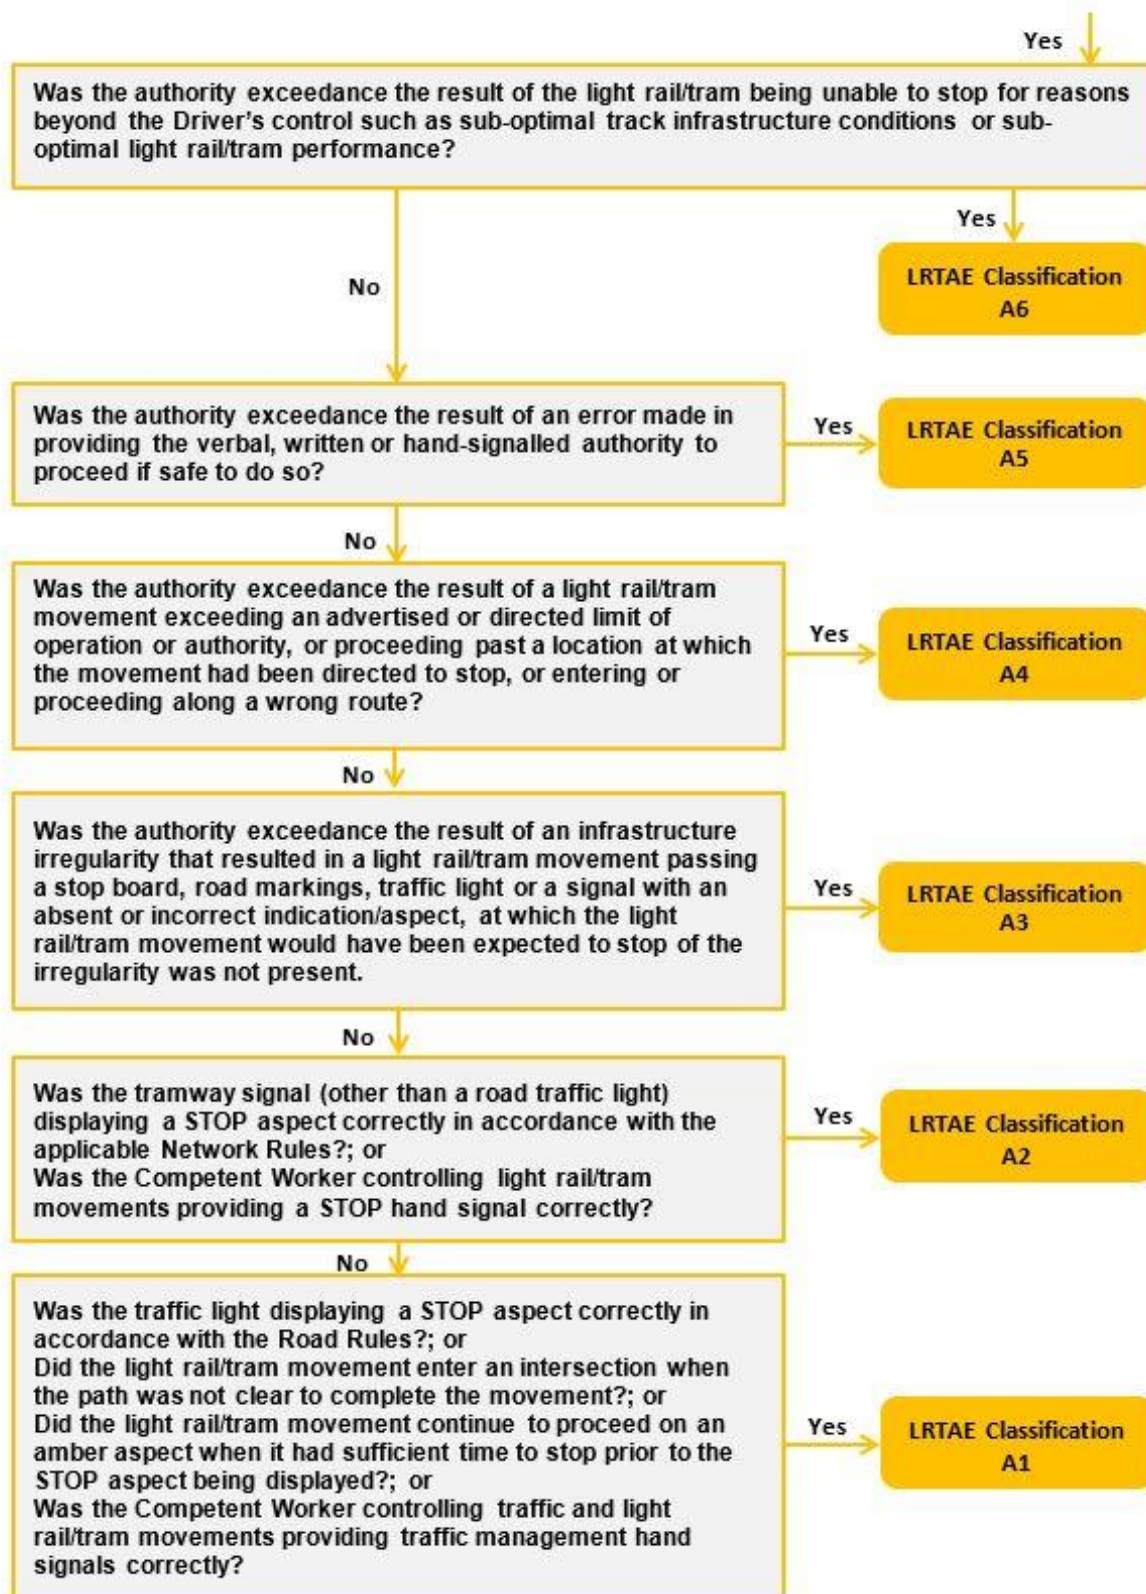 Yes
Was the authority exceedance the result of the light rail/tram being unable to stop for reasons
beyond the Driver's control such as sub-optimal track infrastructure conditions or sub-
optimal light rail/tram performance?
Yes
No
LRTAE Classification
A6
Was the authority exceedance the result of an error made in
providing the verbal, written or hand-signalled authority to
proceed if safe to do so?
Yes
LRTAE Classification
A5
No
Was the authority exceedance the result of a light rail/tram
movement exceeding an advertised or directed limit of
operation or authority, or proceeding past a location at which
the movement had been directed to stop, or entering or
proceeding along a wrong route?
Yes
LRTAE Classification
A4
No
Was the authority exceedance the result of an infrastructure
irregularity that resulted in a light rail/tram movement passing
a stop board, road markings, traffic light or a signal with an
absent or incorrect indication/aspect, at which the light
rail/tram movement would have been expected to stop of the
irregularity was not present.
Yes
LRTAE Classification
A3
No
Was the tramway signal (other than a road traffic light)
displaying a STOP aspect correctly in accordance with the
applicable Network Rules?; or
Was the Competent Worker controlling light rail/tram
movements providing a STOP hand signal correctly?
Yes
LRTAE Classification
A2
No
Was the traffic light displaying a STOP aspect correctly in
accordance with the Road Rules?; or
Did the light rail/tram movement enter an intersection when
the path was not clear to complete the movement?; or
Did the light rail/tram movement continue to proceed on an
amber aspect when it had sufficient time to stop prior to the
STOP aspect being displayed?; or
Was the Competent Worker controlling traffic and light
rail/tram movements providing traffic management hand
signals correctly?
Yes
LRTAE Classification
A1